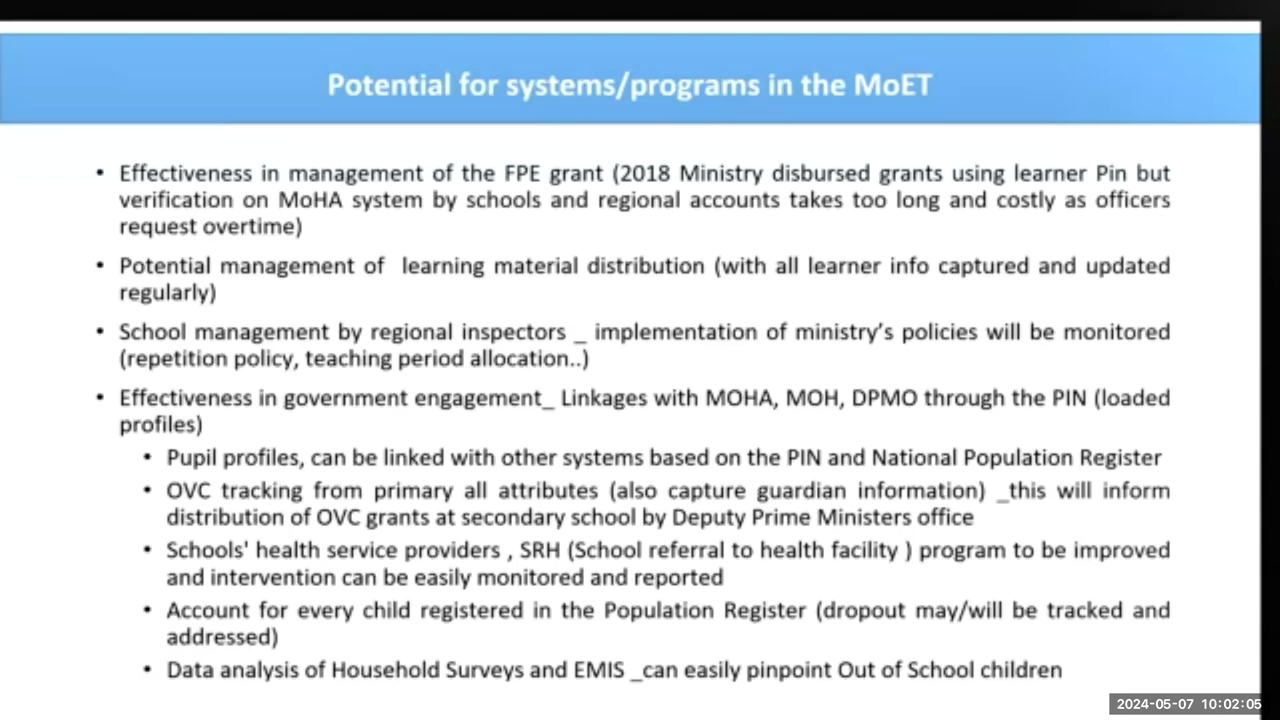 Potential for systems/programs in the MoET
• Effectiveness in management of the FPE grant (2018 Ministry disbursed grants using learner Pin but
verification on MoHA system by schools and regional accounts takes too long and costly as officers
request overtime)
• Potential management of learning material distribution (with all learner info captured and updated
regularly)
• School management by regional inspectors _ implementation of ministry’s policies will be monitored
(repetition policy, teaching period allocation..)
• Effectiveness in government engagement_ Linkages with MOHA, MOH, DPMO through the PIN (loaded
profiles)
• Pupil profiles, can be linked with other systems based on the PIN and National Population Register
• OVC tracking from primary all attributes (also capture guardian information) _this will inform
distribution of OVC grants at secondary school by Deputy Prime Ministers office
• Schools' health service providers , SRH (School referral to health facility ) program to be improved
and intervention can be easily monitored and reported
• Account for every child registered in the Population Register (dropout may/will be tracked and
addressed)
• Data analysis of Household Surveys and EMIS _can easily pinpoint Out of School children
2024-05-07 10:02:05